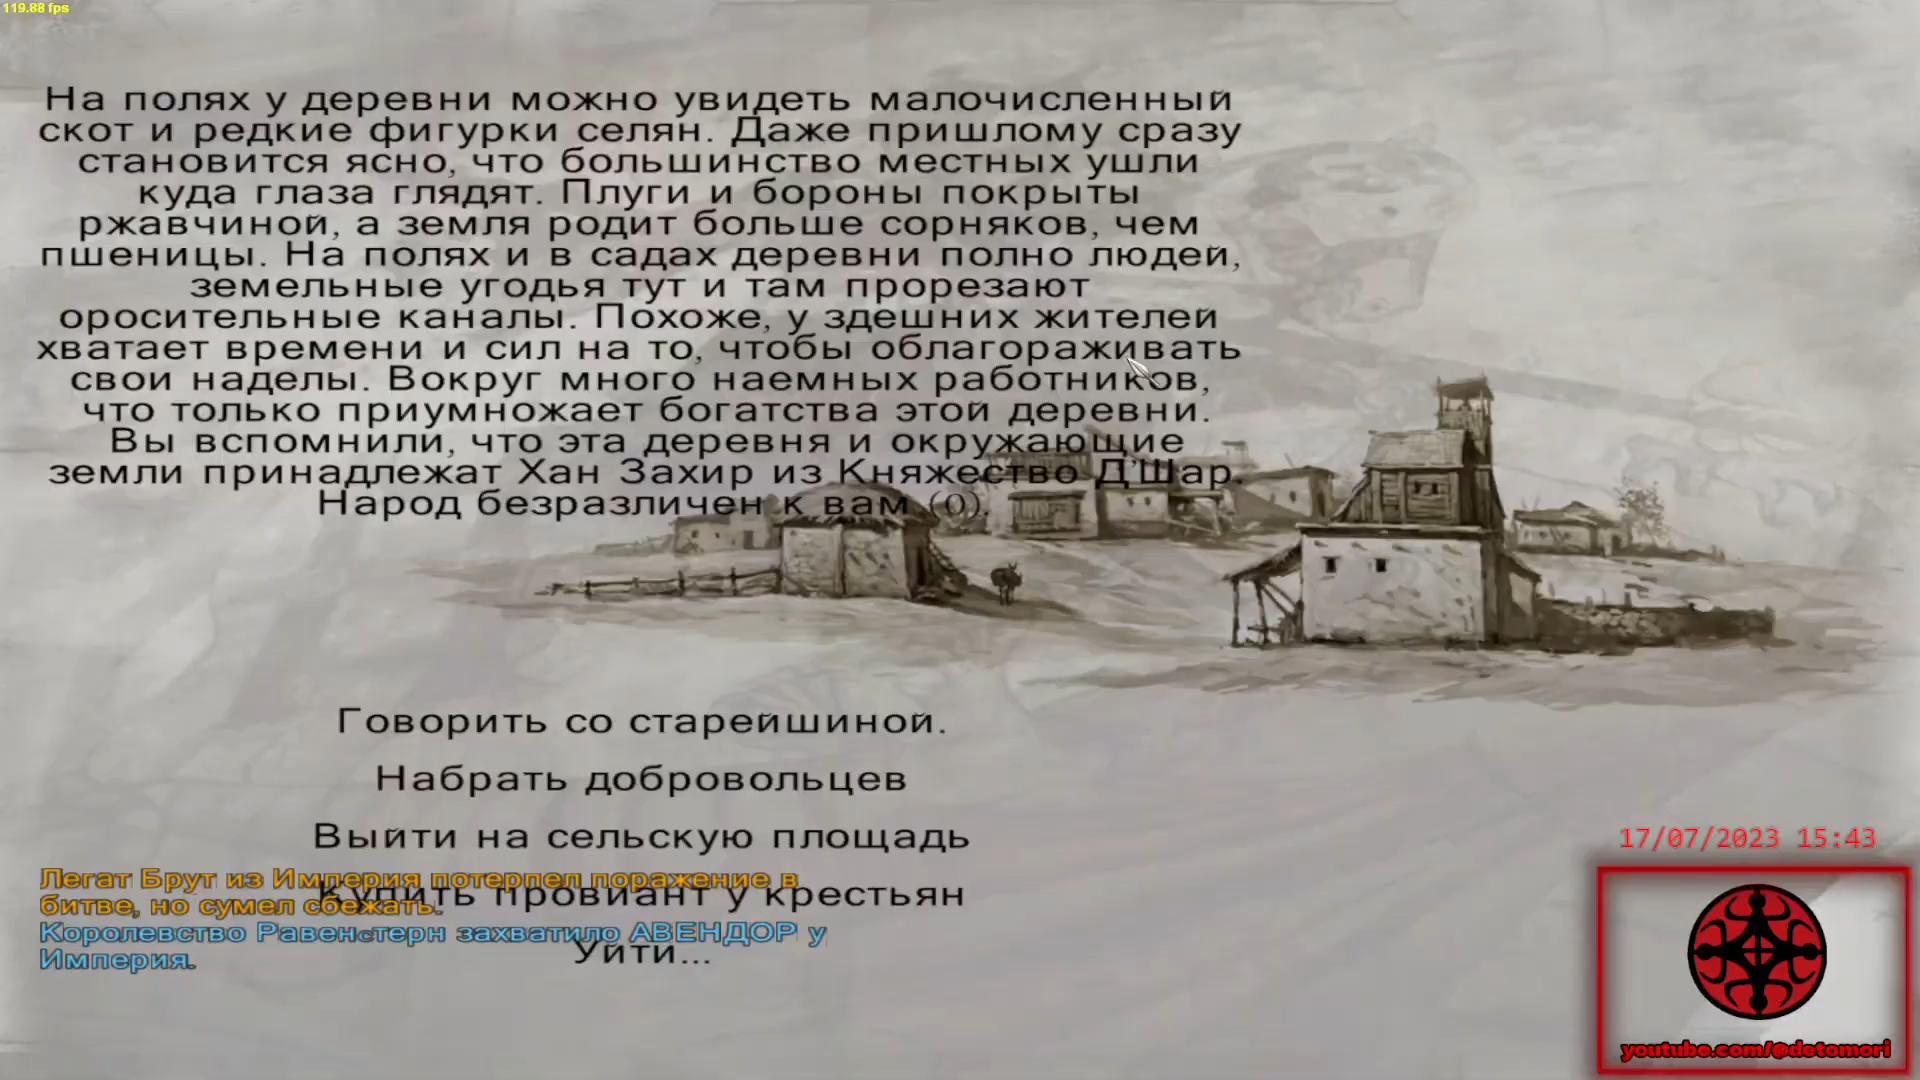 119.88 fps
На полях у деревни можно увидеть малочисленный
скот и редкие фигурки селян. Даже пришлому сразу
становится ясно, что большинство местных ушли
куда глаза глядят. Плуги и бороны покрыты
ржавчиной, а земля родит больше сорняков, чем
пшеницы. На полях и в садах деревни полно людей,
земельные угодья тут и там прорезают
оросительные каналы. Похоже, у здешних жителей
хватает времени и сил на то, чтобы облагораживать
свои наделы. Вокруг много наемных работников,
что только приумножает богатства этой деревни.
Вы вспомнили, что эта деревня и окружающие
земли принадлежат Хан Захир из Княжество Д'Шар.
Народ безразличен к вам (0).
Говорить со старейшиной.
Набрать добровольцев
Выйти на сельскую площадь
Купить провиант у крестьян
Уйти...
Легат Брут из Империя потерпел поражение в
битве, но сумел сбежать.
Королевство Равенстерн захватило АВЕНДОР у
Империя.
17/07/2023 15:43
youtube.com/@detomori